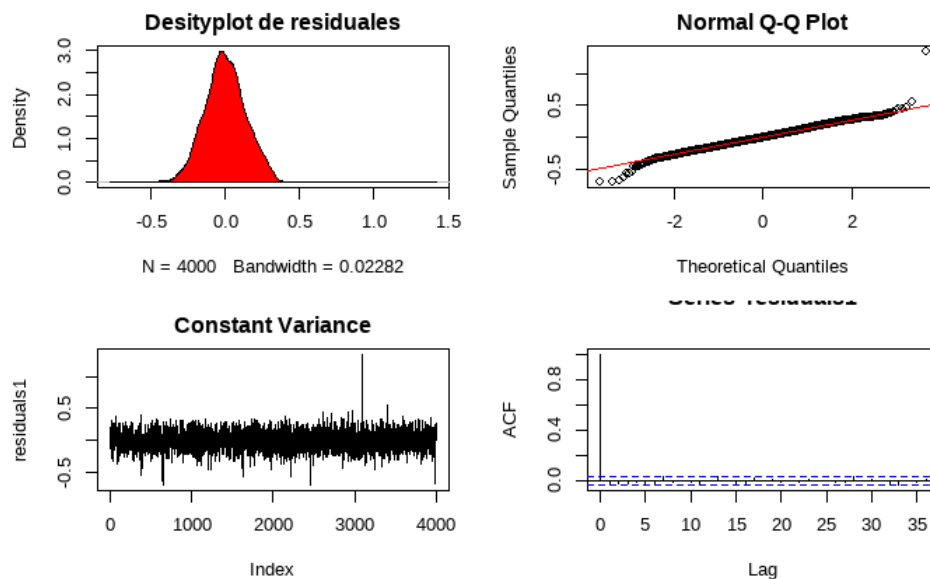 Desityplot de residuales
Density
0.0 1.0 2.0 3.0
-0.5 0.0 0.5 1.0 1.5
N = 4000 Bandwidth = 0.02282
Normal Q-Q Plot
Sample Quantiles
-0.5 0.5
-2 0 2
Theoretical Quantiles
Constant Variance
residuals1
-0.5 0.5
0 1000 2000 3000 4000
Index
Series residuals1
ACF
0.0 0.4 0.8
0 5 10 15 20 25 30 35
Lag